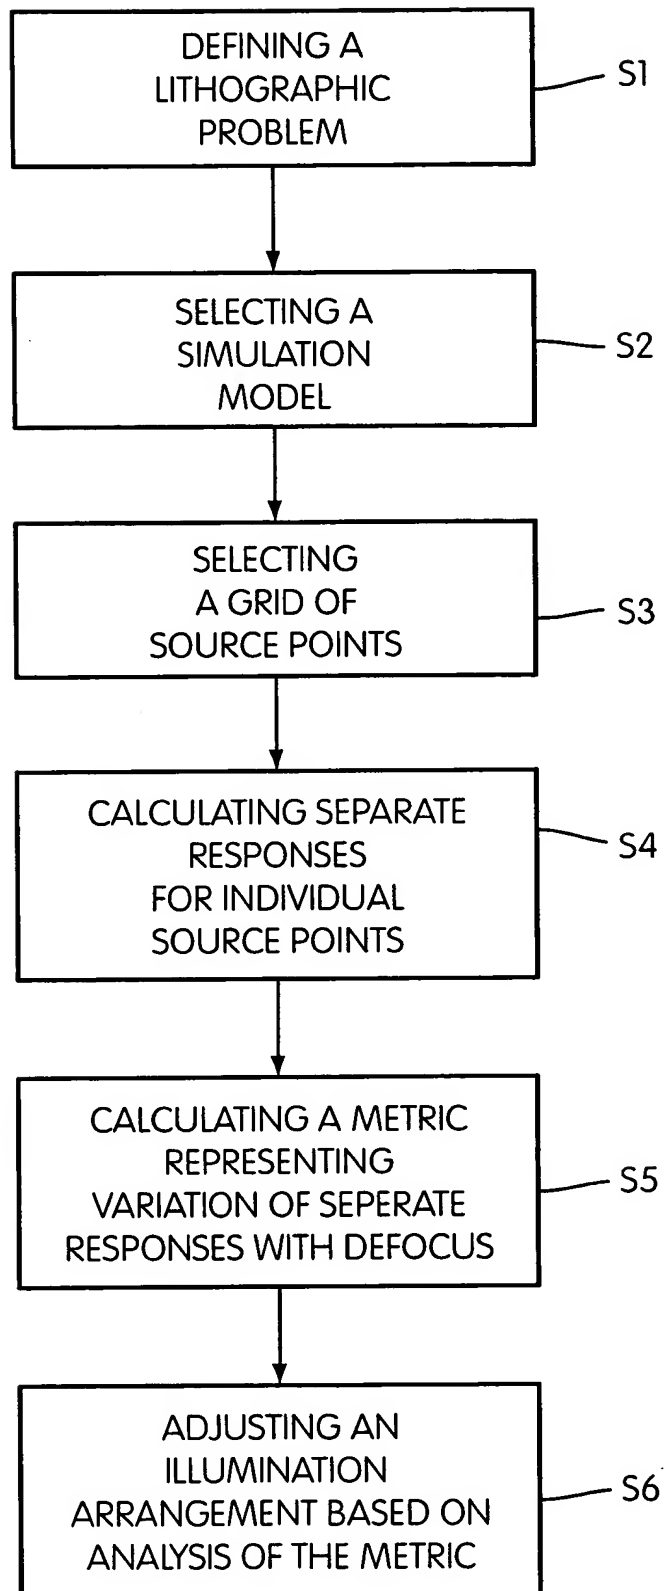 DEFINING A
LITHOGRAPHIC
PROBLEM
S1
SELECTING A
SIMULATION
MODEL
S2
SELECTING
A GRID OF
SOURCE POINTS
S3
CALCULATING SEPARATE
RESPONSES
FOR INDIVIDUAL
SOURCE POINTS
S4
CALCULATING A METRIC
REPRESENTING
VARIATION OF SEPERATE
RESPONSES WITH DEFOCUS
S5
ADJUSTING AN
ILLUMINATION
ARRANGEMENT BASED ON
ANALYSIS OF THE METRIC
S6